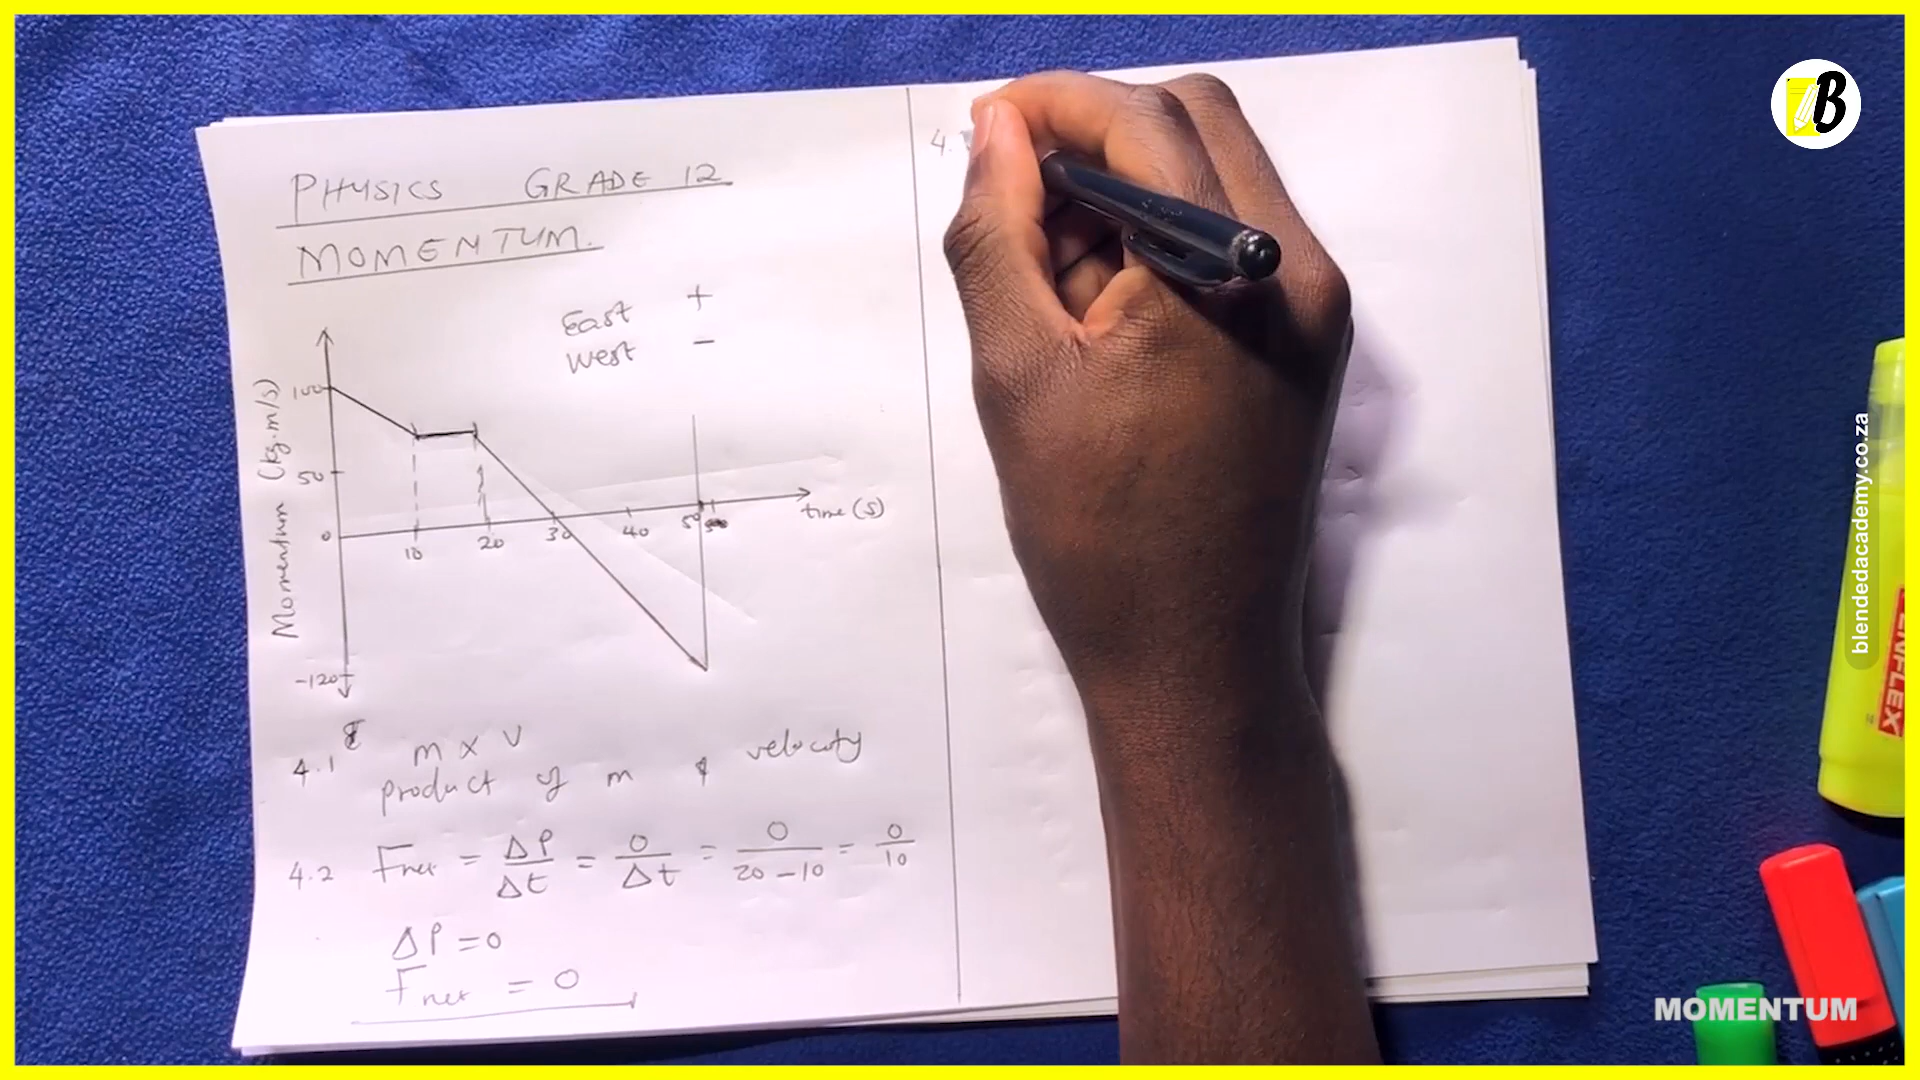 PHYSICS GRADE 12
MOMENTUM.
East +
West −
Momentum (kg.m/s)
100
50
0
-120
10
20
30
40
50
time (s)
4.1 m x v
product of m & velocity
4.2 Fnet = ΔP/Δt = 0/Δt = 0/20-10 = 0/10
ΔP = 0
Fnet = 0
4.
B
blendedacademy.co.za
PENFLEX
MOMENTUM